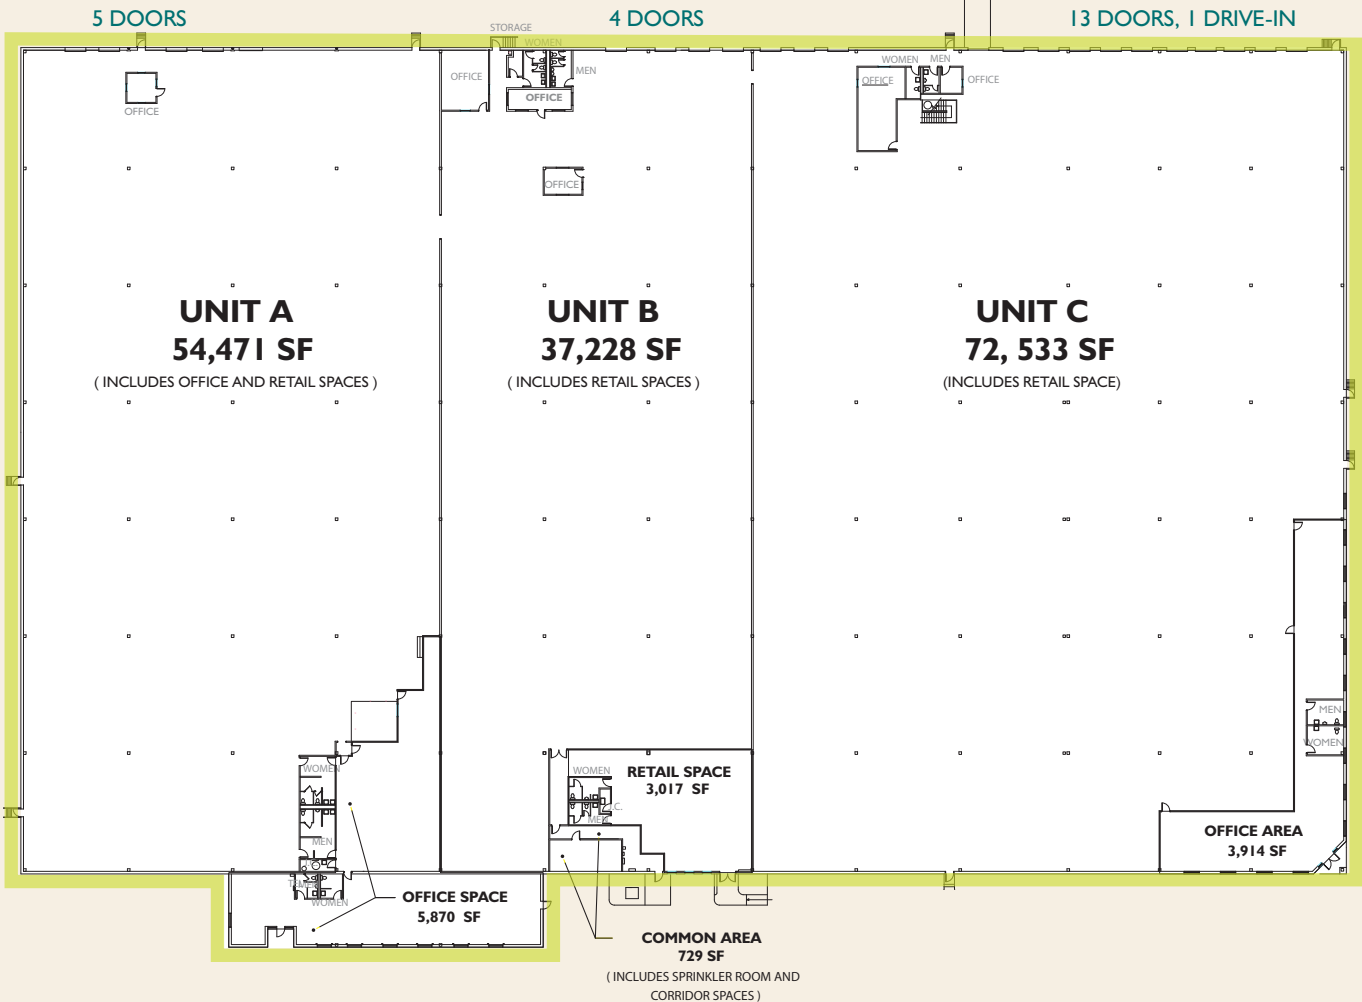 5 DOORS
4 DOORS
13 DOORS, 1 DRIVE-IN
STORAGE
WOMEN
MEN
OFFICE
OFFICE
OFFICE
OFFICE
WOMEN
MEN
OFFICE
OFFICE
UNIT A
54,471 SF
( INCLUDES OFFICE AND RETAIL SPACES )
UNIT B
37,228 SF
( INCLUDES RETAIL SPACES )
UNIT C
72, 533 SF
(INCLUDES RETAIL SPACE)
MEN
WOMEN
WOMEN
MEN
WOMEN
WOMEN
MEN
RETAIL SPACE
3,017 SF
OFFICE AREA
3,914 SF
OFFICE SPACE
5,870 SF
COMMON AREA
729 SF
( INCLUDES SPRINKLER ROOM AND
CORRIDOR SPACES )